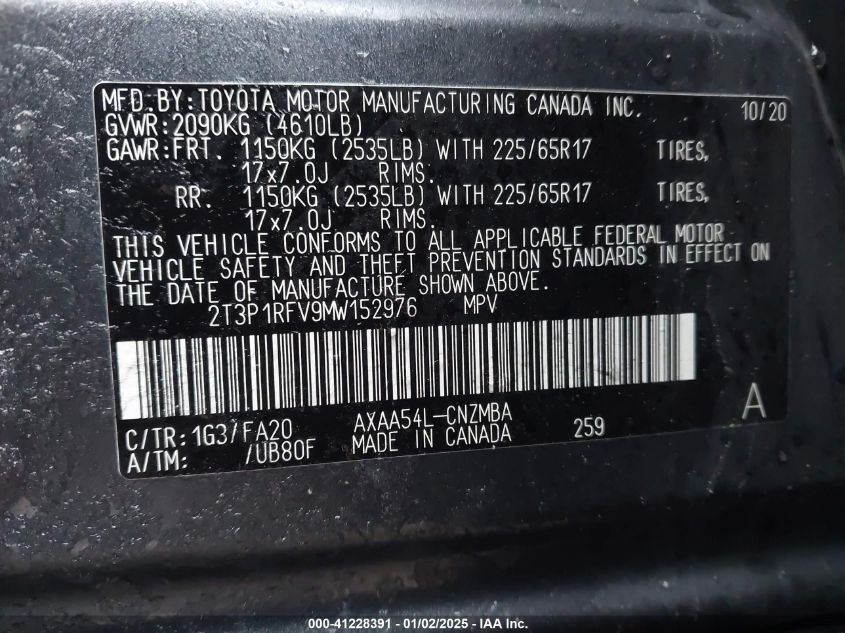 MFD.BY:TOYOTA MOTOR MANUFACTURING CANADA INC. 10/20
GVWR:2090KG (4610LB)
GAWR:FRT. 1150KG (2535LB) WITH 225/65R17 TIRES,
17x7.0J RIMS.
RR. 1150KG (2535LB) WITH 225/65R17 TIRES,
17x7.0J RIMS.
THIS VEHICLE CONFORMS TO ALL APPLICABLE FEDERAL MOTOR
VEHICLE SAFETY AND THEFT PREVENTION STANDARDS IN EFFECT ON
THE DATE OF MANUFACTURE SHOWN ABOVE.
2T3P1RFV9MW152976 MPV
A
C/TR:1G3/FA20 AXAA54L-CNZMBA 259
A/TM: /UB80F MADE IN CANADA
000-41228391 - 01/02/2025 - IAA Inc.